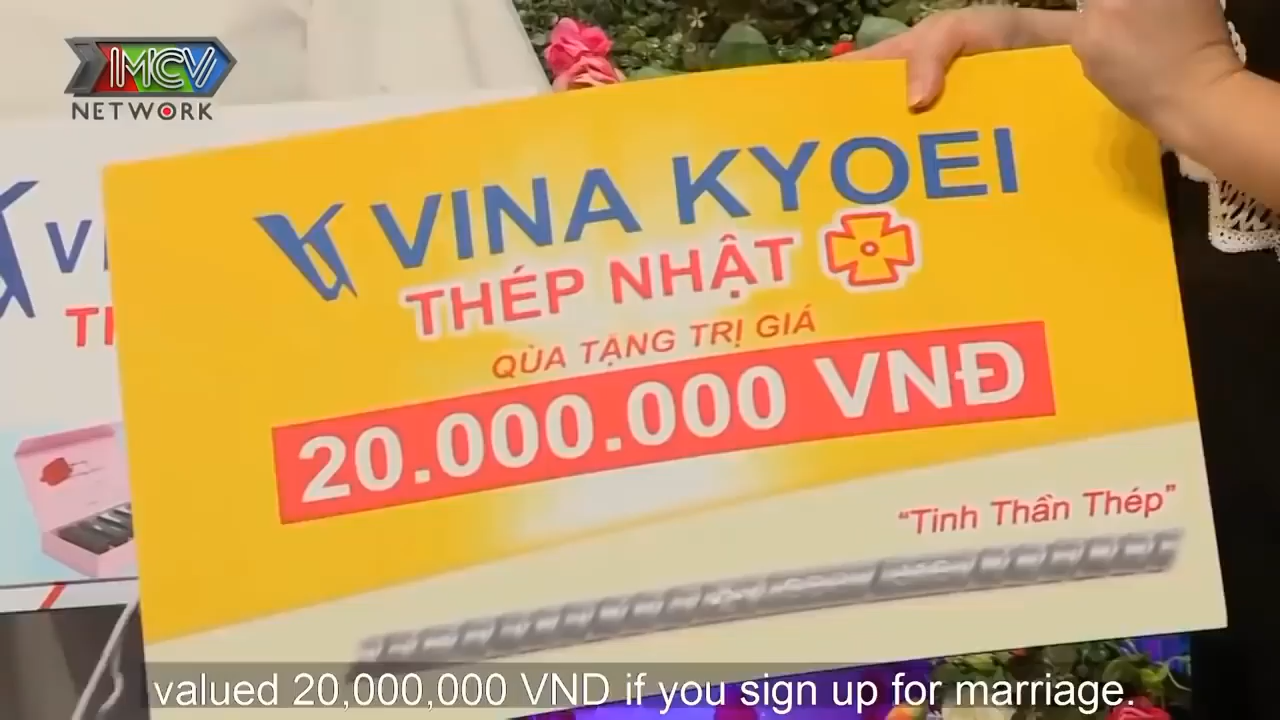 MCV
NETWORK
VINA KYOEI
THÉP NHẬT
QÙA TẶNG TRỊ GIÁ
20.000.000 VNĐ
“Tinh Thần Thép”
valued 20,000,000 VND if you sign up for marriage.